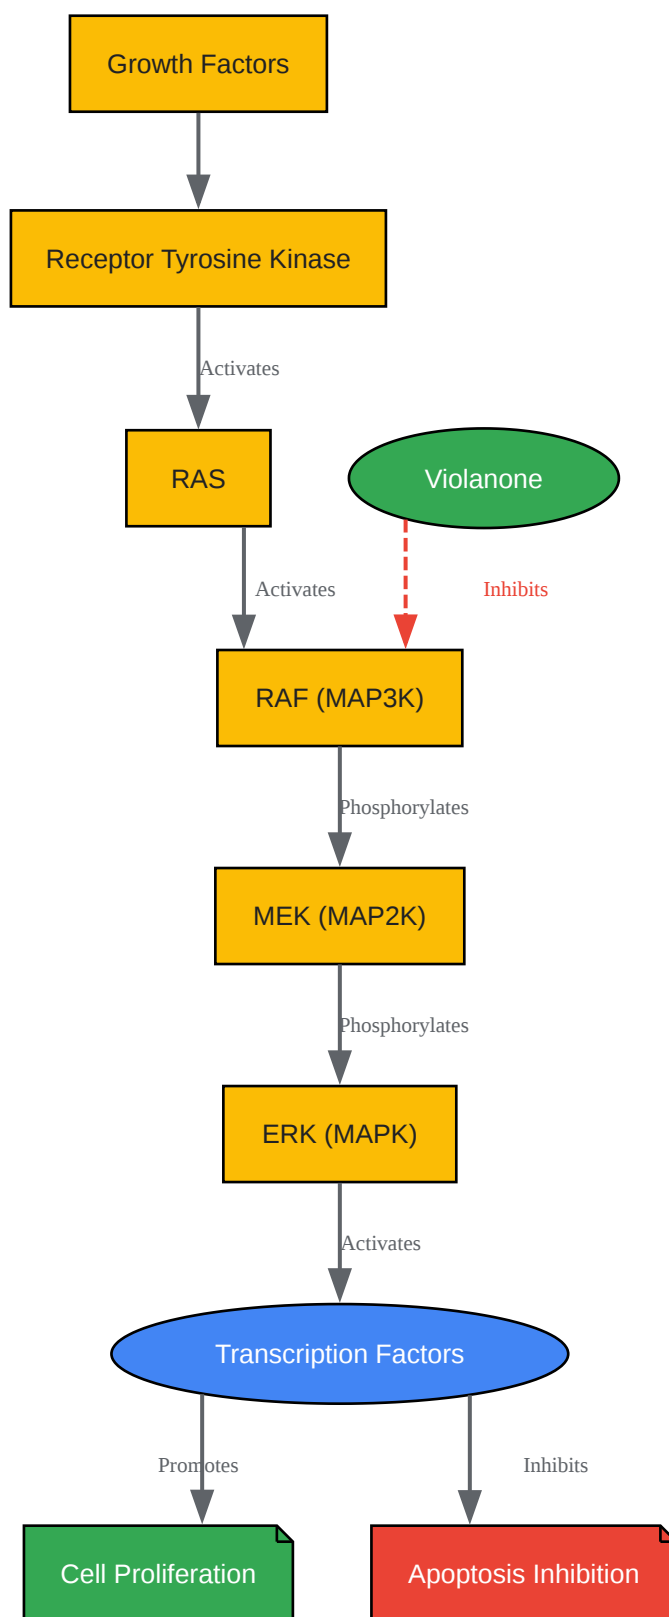 Growth Factors
Receptor Tyrosine Kinase
Activates
RAS
Violanone
Activates
Inhibits
RAF (MAP3K)
Phosphorylates
MEK (MAP2K)
Phosphorylates
ERK (MAPK)
Activates
Transcription Factors
Promotes
Inhibits
Cell Proliferation
Apoptosis Inhibition